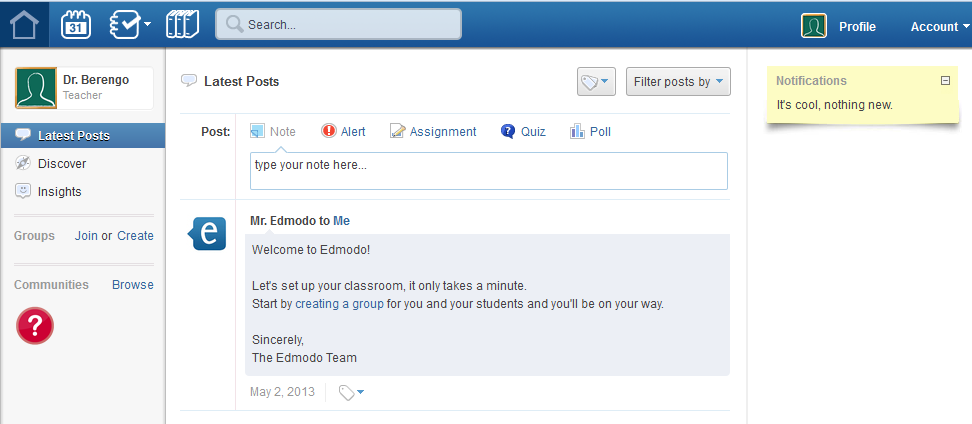 31
Search...
Profile
Account
Dr. Berengo
Teacher
Latest Posts
Discover
Insights
Groups Join or Create
Communities Browse
?
Latest Posts
Filter posts by
Post: Note Alert Assignment Quiz Poll
type your note here...
e
Mr. Edmodo to Me
Welcome to Edmodo!
Let's set up your classroom, it only takes a minute.
Start by creating a group for you and your students and you'll be on your way.
Sincerely,
The Edmodo Team
May 2, 2013
Notifications
It's cool, nothing new.